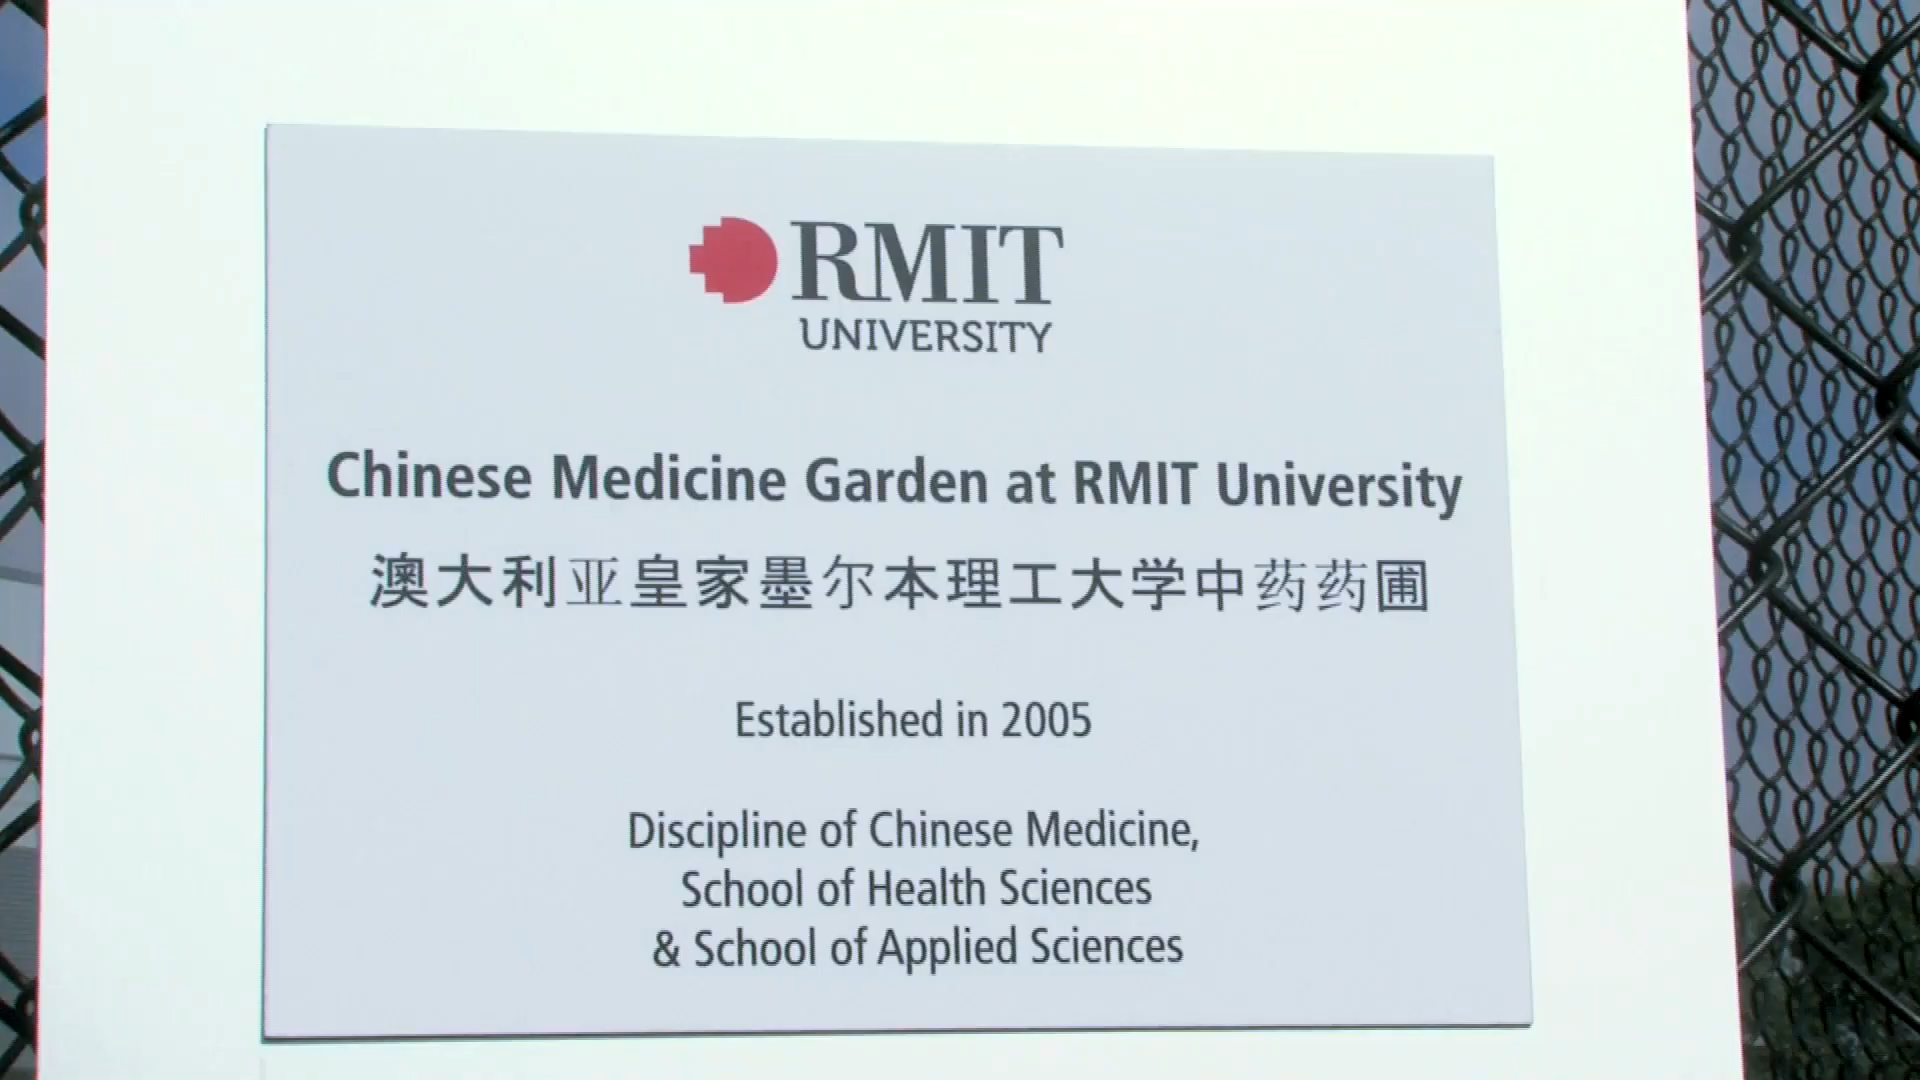 RMIT
UNIVERSITY
Chinese Medicine Garden at RMIT University
澳大利亚皇家墨尔本理工大学中药药圃
Established in 2005
Discipline of Chinese Medicine,
School of Health Sciences
& School of Applied Sciences